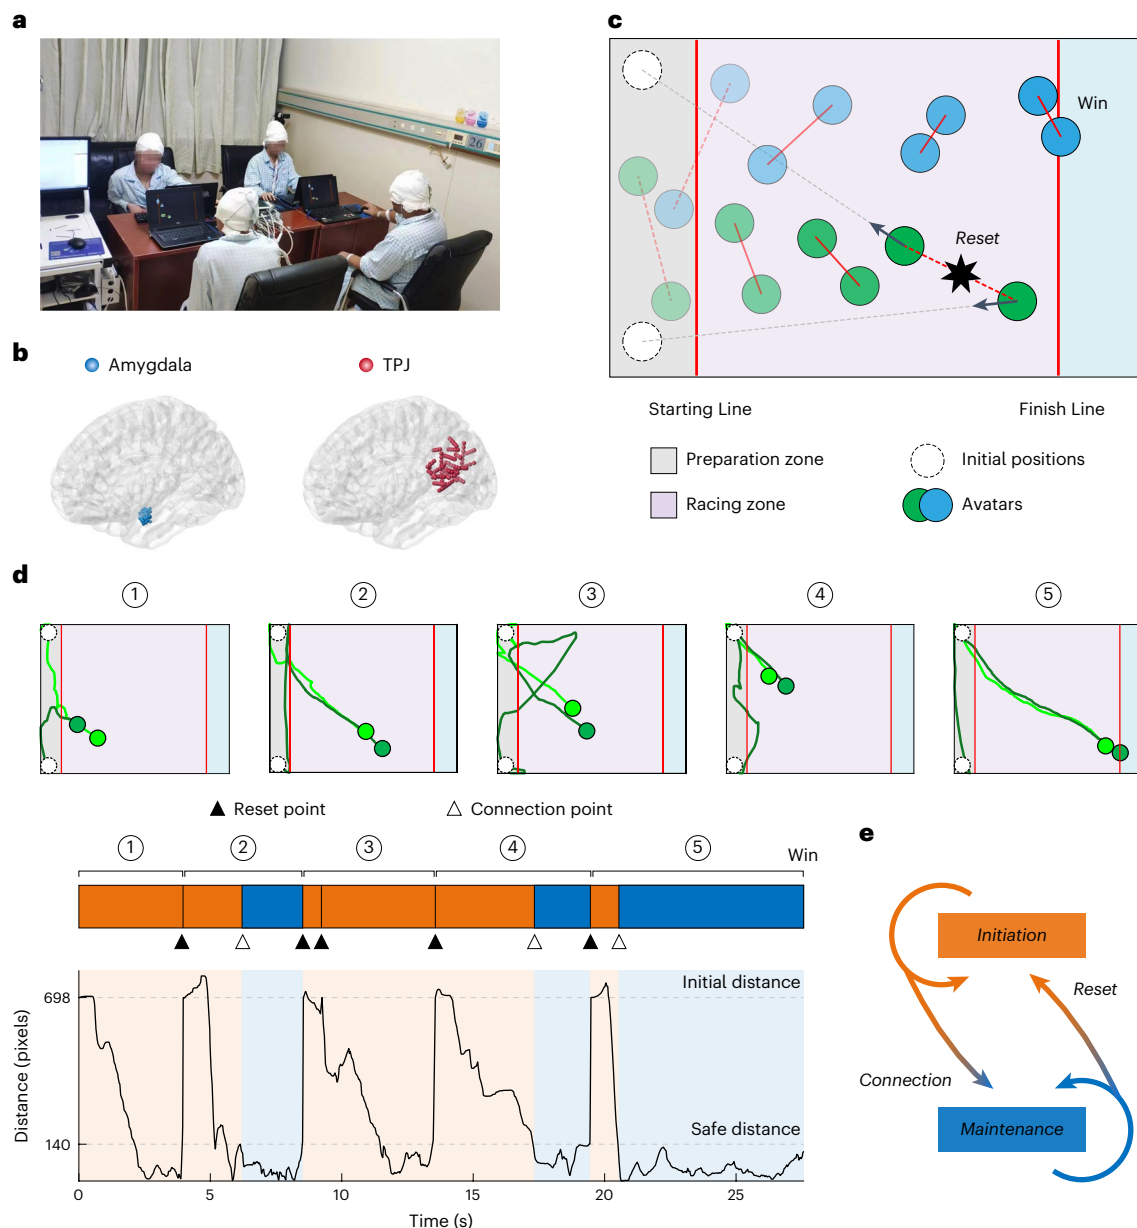 a
26
b
Amygdala
TPJ
c
Win
Reset
Starting Line
Finish Line
Preparation zone
Initial positions
Racing zone
Avatars
d
1
2
3
4
5
Reset point
Connection point
1
2
3
4
5
Win
Initial distance
698
Safe distance
140
Distance (pixels)
0
5
10
15
20
25
Time (s)
e
Initiation
Reset
Connection
Maintenance